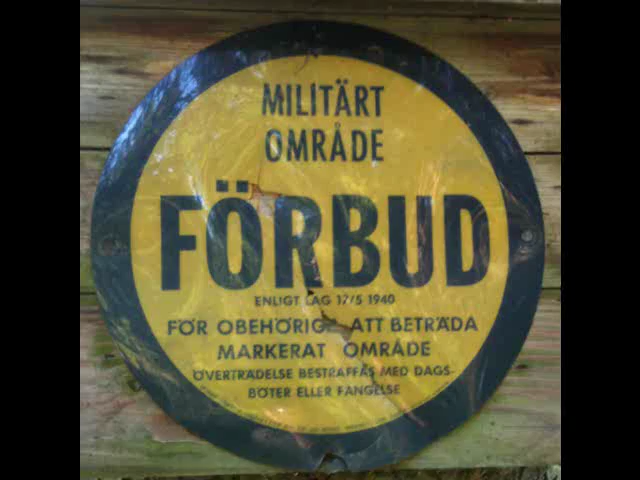 MILITÄRT
OMRÅDE
FÖRBUD
ENLIGT LAG 17/5 1940
FÖR OBEHÖRIGE ATT BETRÄDA
MARKERAT OMRÅDE
ÖVERTRÄDELSE BESTRAFFAS MED DAGS-
BÖTER ELLER FÄNGELSE